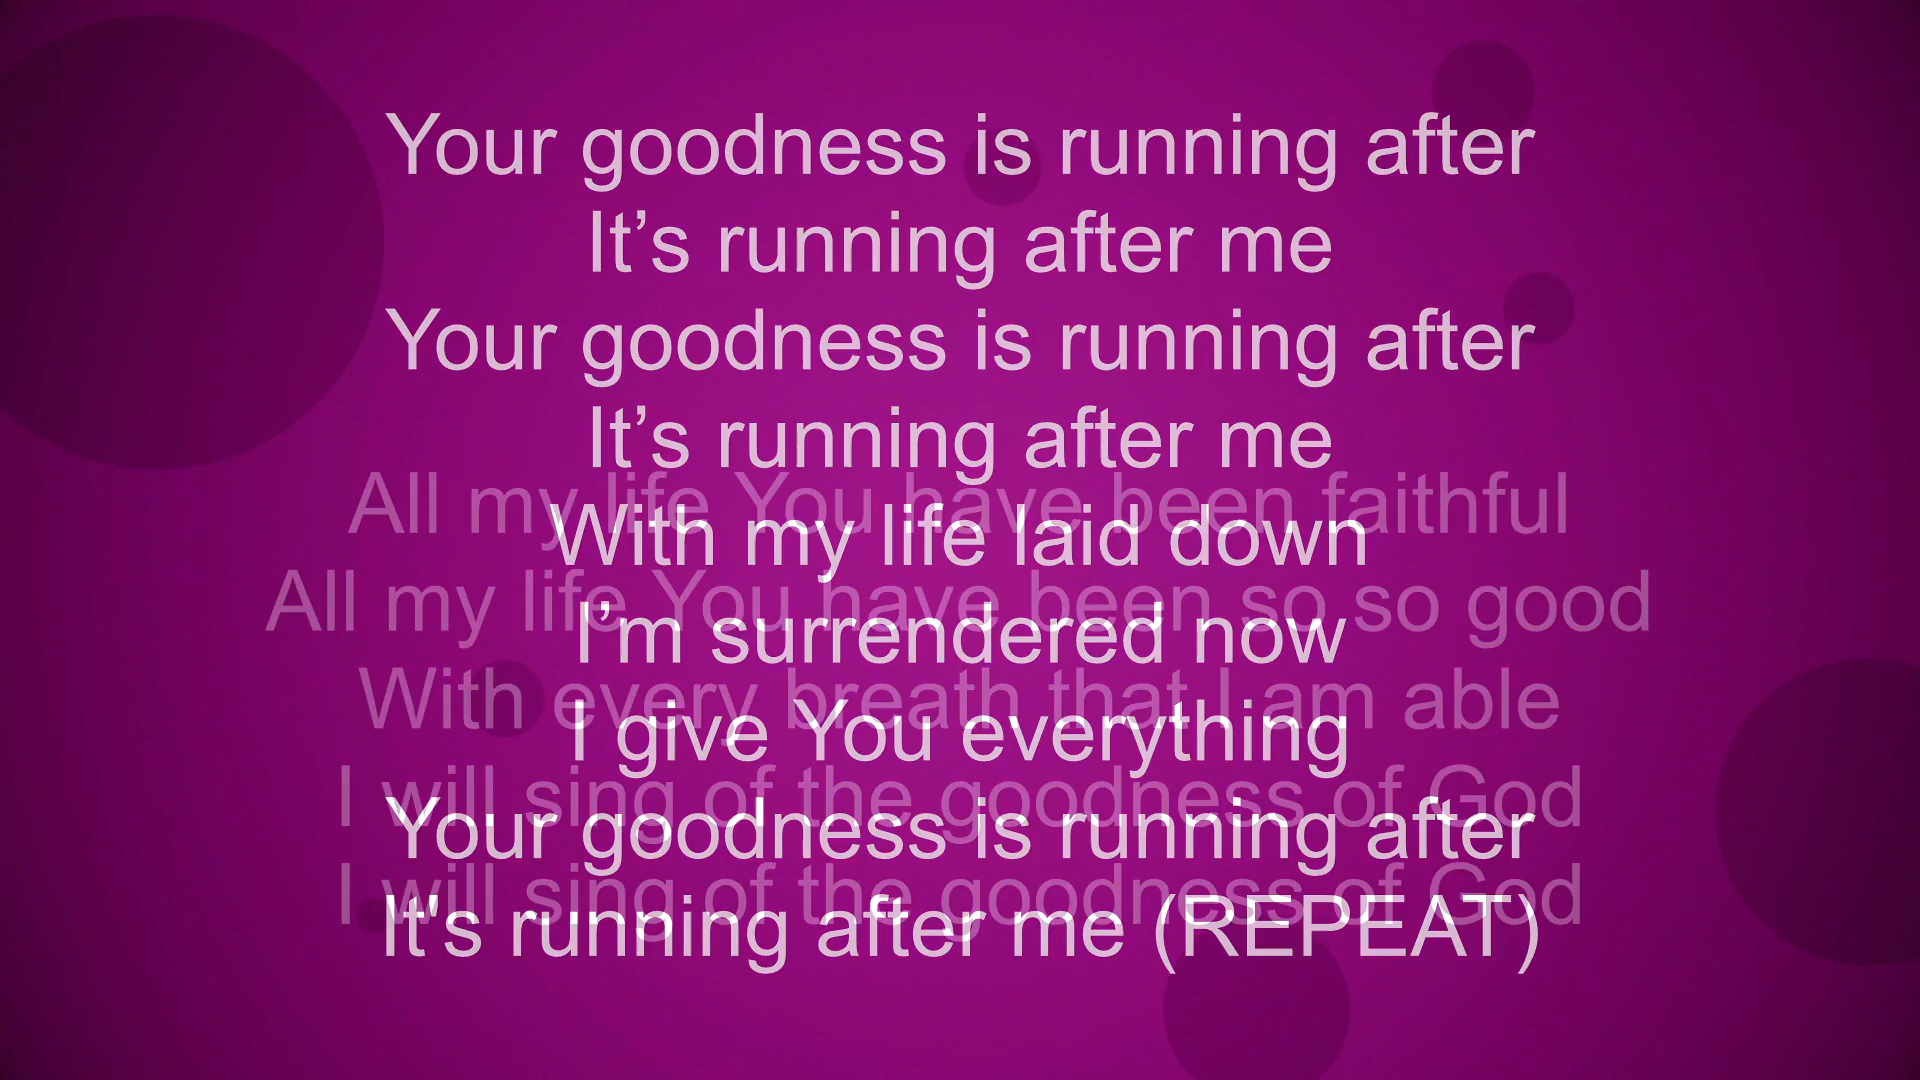 Your goodness is running after
It’s running after me
Your goodness is running after
It’s running after me
All my life You have been faithful
With my life laid down
All my life You have been so so good
I’m surrendered now
With every breath that I am able
I give You everything
I will sing of the goodness of God
Your goodness is running after
I will sing of the goodness of God
It's running after me (REPEAT)